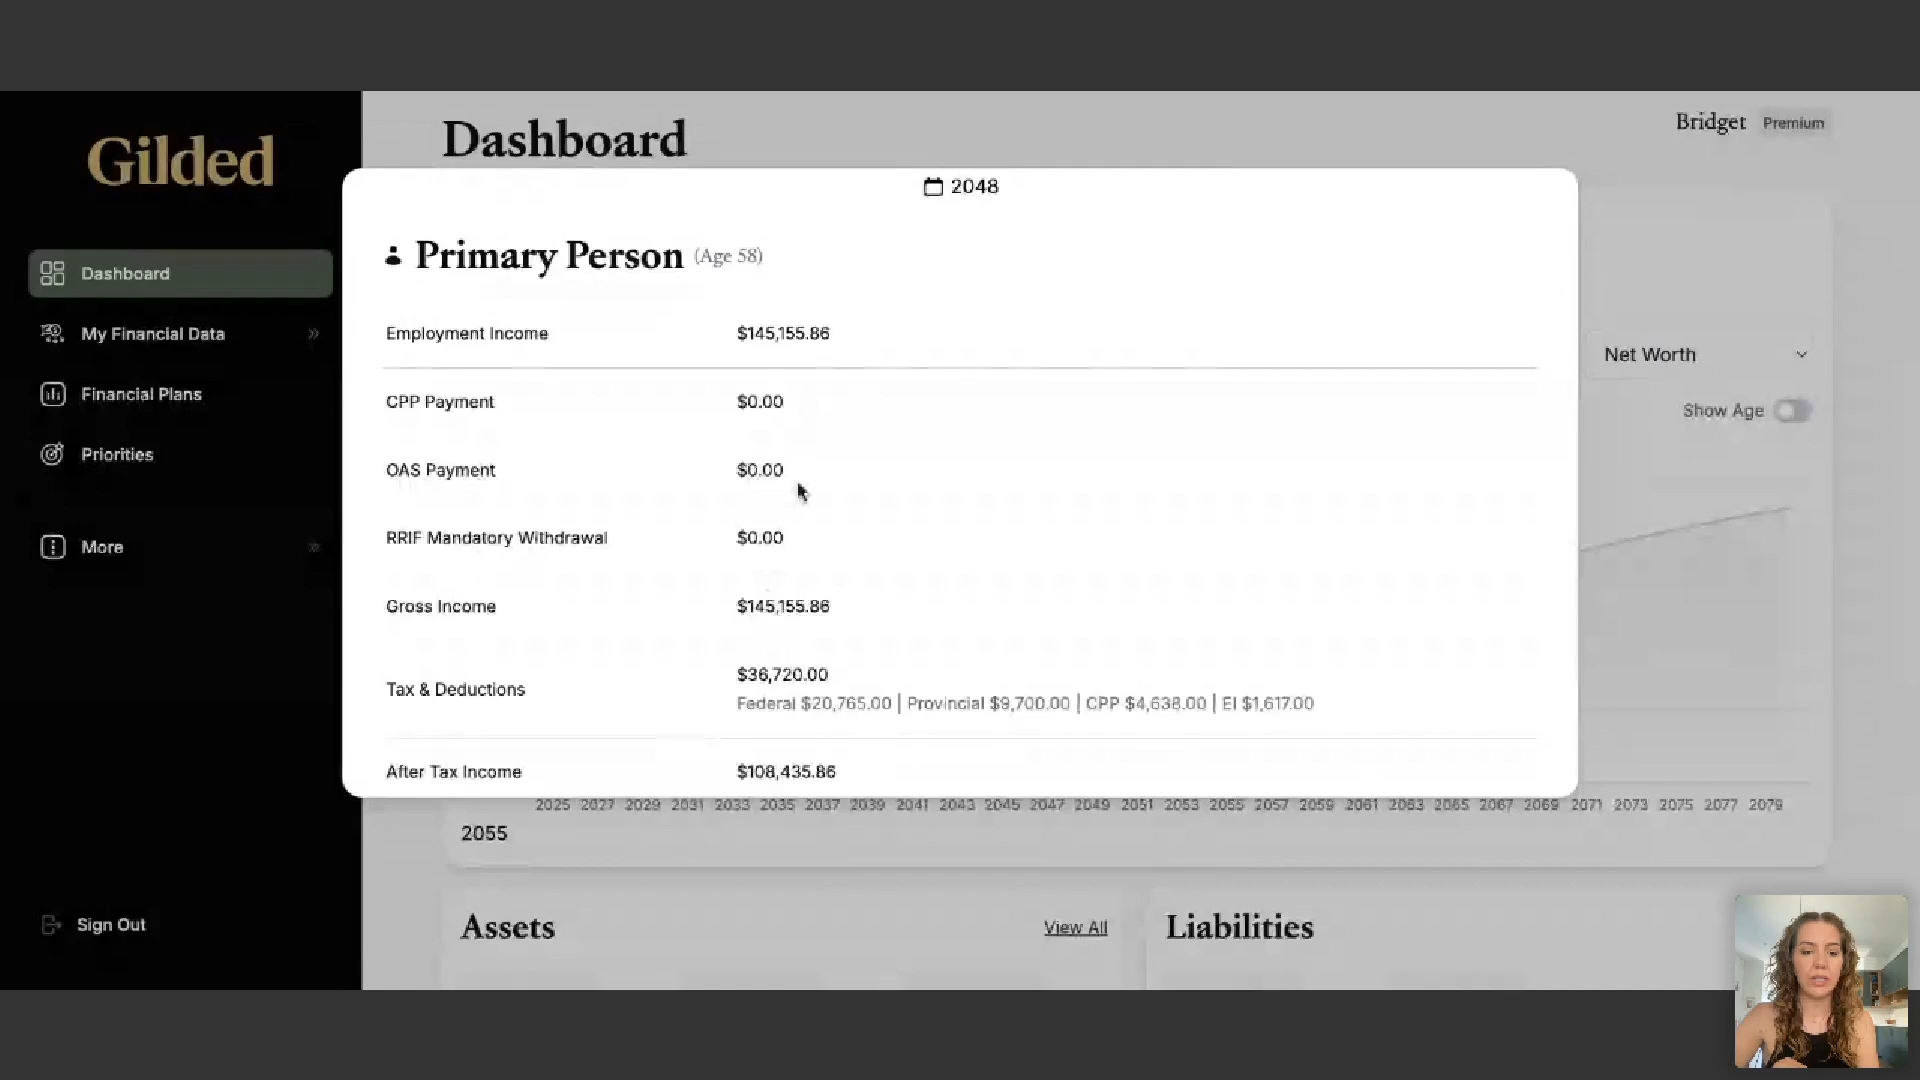 Gilded
Dashboard
My Financial Data
Financial Plans
Priorities
More
Sign Out
Dashboard
Bridget Premium
2048
Primary Person (Age 58)
Employment Income $145,155.86
CPP Payment $0.00
OAS Payment $0.00
RRIF Mandatory Withdrawal $0.00
Gross Income $145,155.86
Tax & Deductions $36,720.00
Federal $20,765.00 | Provincial $9,700.00 | CPP $4,638.00 | EI $1,617.00
After Tax Income $108,435.86
Net Worth
Show Age
2025 2027 2029 2031 2033 2035 2037 2039 2041 2043 2045 2047 2049 2051 2053 2055 2057 2059 2061 2063 2065 2067 2069 2071 2073 2075 2077 2079
2055
Assets View All
Liabilities